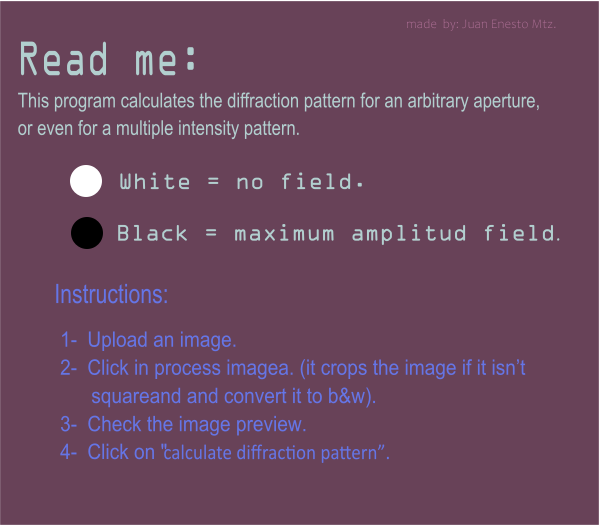 made by: Juan Enesto Mtz.
Read me:
This program calculates the diffraction pattern for an arbitrary aperture,
or even for a multiple intensity pattern.
White = no field.
Black = maximum amplitud field.
Instructions:
1- Upload an image.
2- Click in process imagea. (it crops the image if it isn't
squareand and convert it to b&w).
3- Check the image preview.
4- Click on "calculate diffraction pattern”.